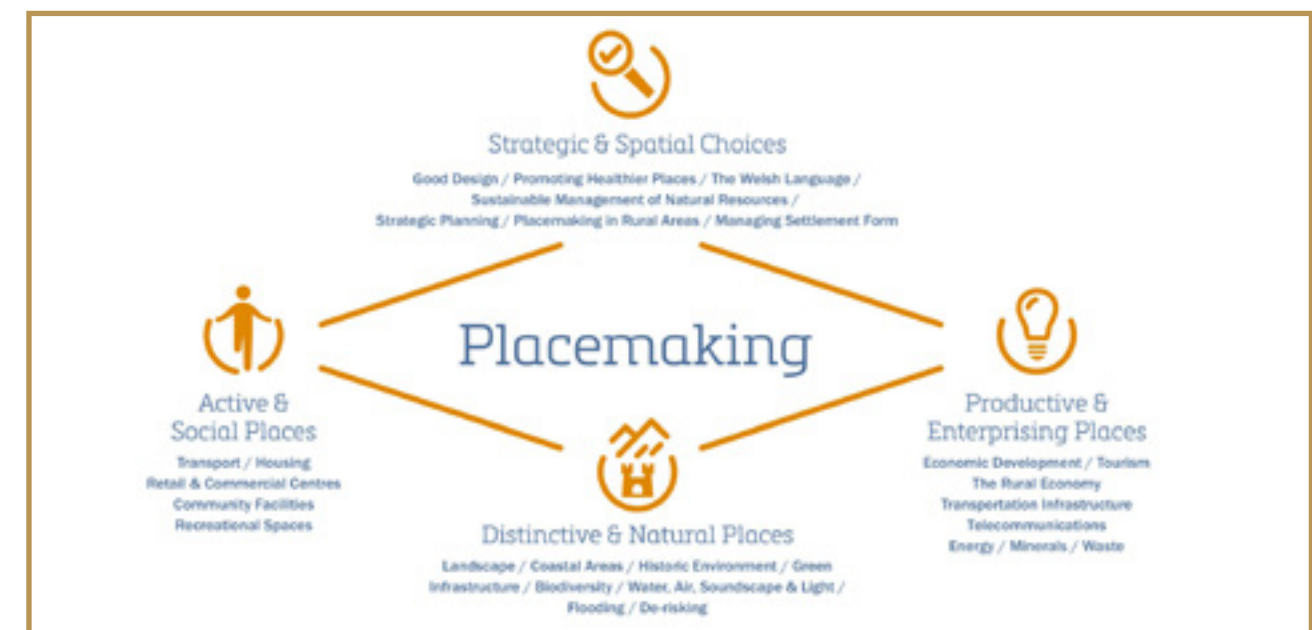 Strategic & Spatial Choices
Good Design / Promoting Healthier Places / The Welsh Language /
Sustainable Management of Natural Resources /
Strategic Planning / Placemaking in Rural Areas / Managing Settlement Form
Placemaking
Active &
Social Places
Transport / Housing
Retail & Commercial Centres
Community Facilities
Recreational Spaces
Productive &
Enterprising Places
Economic Development / Tourism
The Rural Economy
Transportation Infrastructure
Telecommunications
Energy / Minerals / Waste
Distinctive & Natural Places
Landscape / Coastal Areas / Historic Environment / Green
Infrastructure / Biodiversity / Water, Air, Soundscape & Light /
Flooding / De-risking